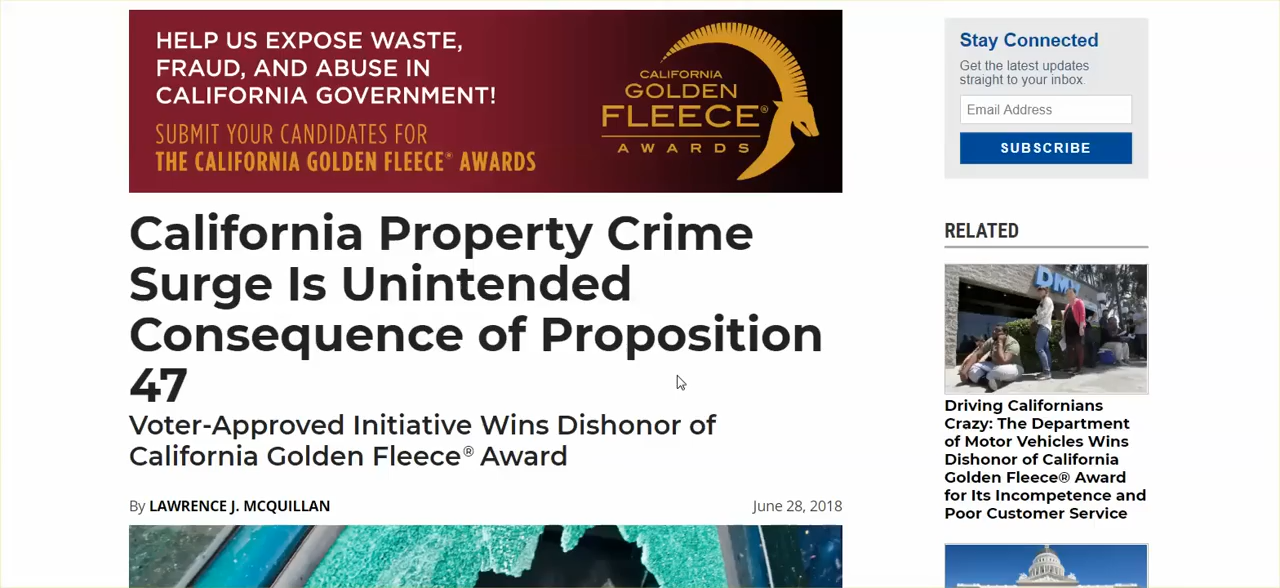 HELP US EXPOSE WASTE,
FRAUD, AND ABUSE IN
CALIFORNIA GOVERNMENT!
SUBMIT YOUR CANDIDATES FOR
THE CALIFORNIA GOLDEN FLEECE® AWARDS
CALIFORNIA
GOLDEN
FLEECE®
AWARDS
California Property Crime
Surge Is Unintended
Consequence of Proposition
47
Voter-Approved Initiative Wins Dishonor of
California Golden Fleece® Award
By LAWRENCE J. MCQUILLAN
June 28, 2018
Stay Connected
Get the latest updates
straight to your inbox.
Email Address
SUBSCRIBE
RELATED
DMV
Driving Californians
Crazy: The Department
of Motor Vehicles Wins
Dishonor of California
Golden Fleece® Award
for Its Incompetence and
Poor Customer Service